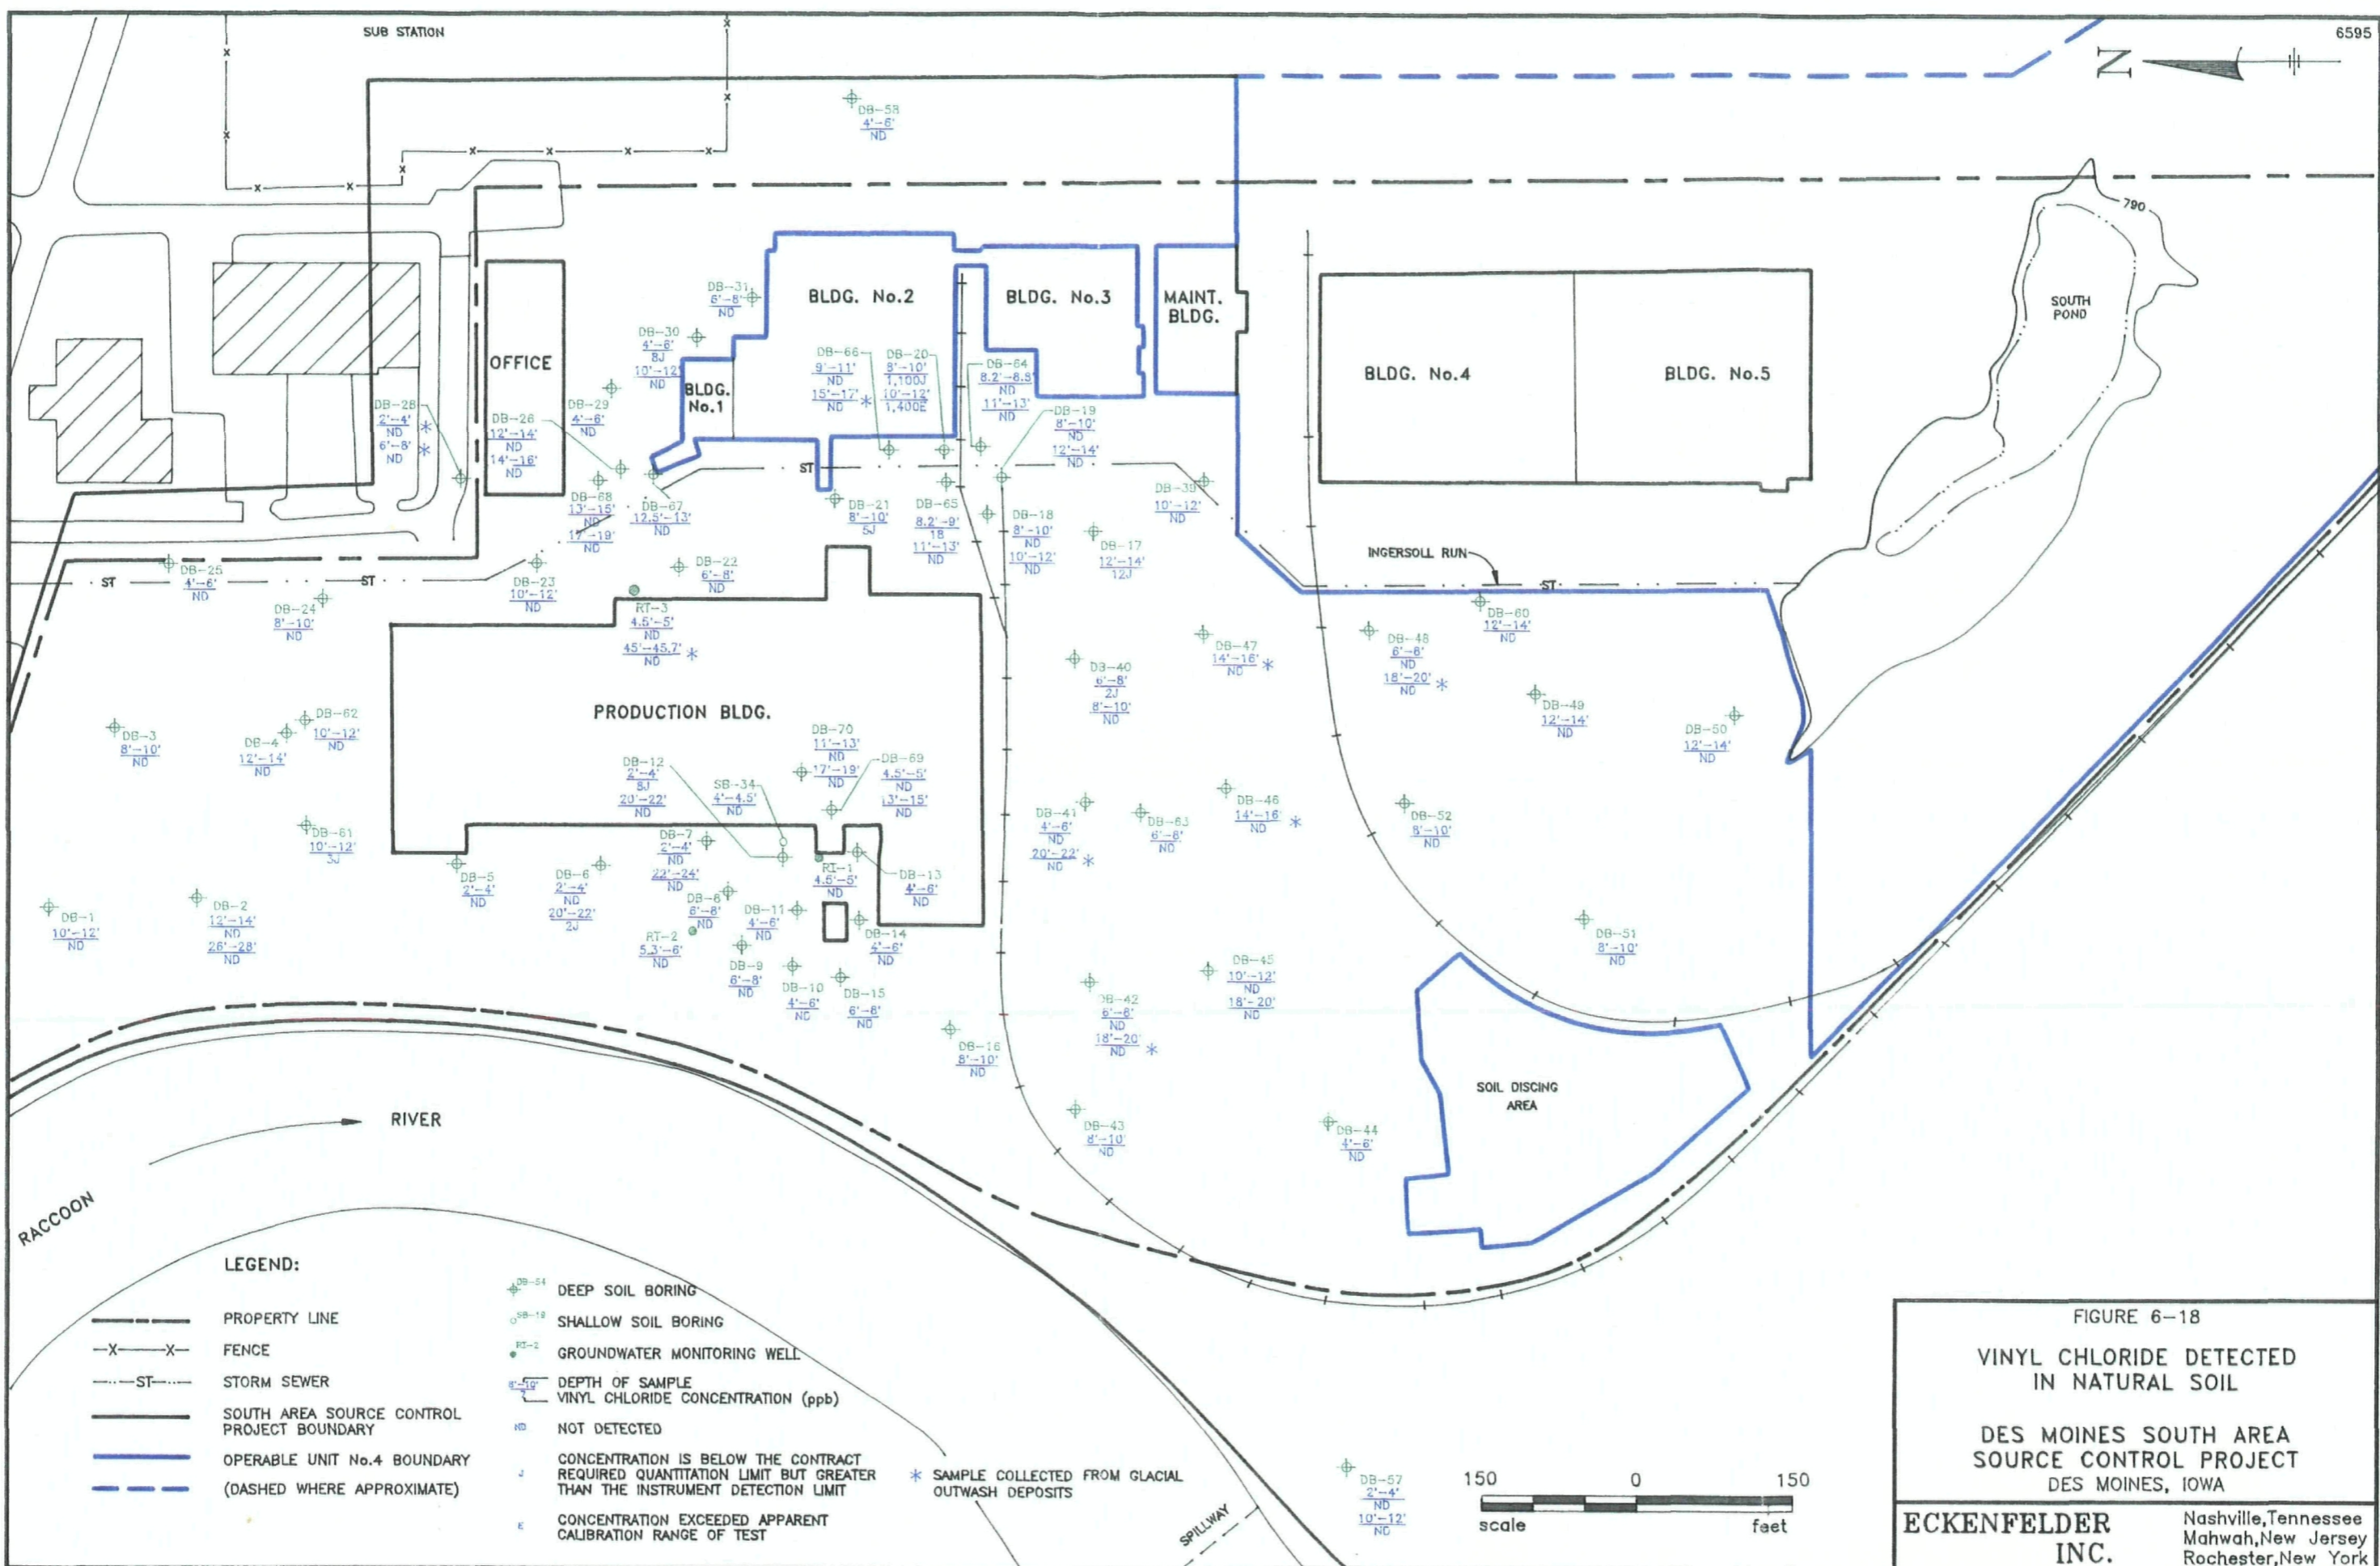 6595
SUB STATION
N
DB-58
4'-6'
ND
790
SOUTH
POND
DB-31
6'-8'
ND
BLDG. No.2
BLDG. No.3
MAINT.
BLDG.
DB-30
4'-6'
8J
10'-12'
ND
OFFICE
BLDG.
No.1
DB-66
9'-11'
ND
15'-17' *
ND
DB-20
8'-10'
1,100J
10'-12'
1,400E
DB-64
8.2'-8.8'
ND
11'-13'
ND
BLDG. No.4
BLDG. No.5
DB-28
2'-4' *
ND
6'-8' *
ND
DB-26
12'-14'
ND
14'-16'
ND
DB-29
4'-6'
ND
DB-19
8'-10'
ND
12'-14'
ND
ST
DB-68
13'-15'
ND
17'-19'
ND
DB-67
12.5'-13'
ND
DB-21
8'-10'
5J
DB-65
8.2'-9'
18
11'-13'
ND
DB-18
8'-10'
ND
10'-12'
ND
DB-39
10'-12'
ND
DB-17
12'-14'
12J
INGERSOLL RUN
ST
ST
ST
DB-25
4'-6'
ND
DB-24
8'-10'
ND
DB-23
10'-12'
ND
DB-22
6'-8'
ND
RT-3
4.5'-5'
ND
45'-45.7' *
ND
DB-60
12'-14'
ND
DB-47
14'-16' *
ND
DB-48
6'-8'
ND
18'-20' *
ND
DB-40
6'-8'
2J
8'-10'
ND
DB-49
12'-14'
ND
DB-50
12'-14'
ND
PRODUCTION BLDG.
DB-3
8'-10'
ND
DB-4
12'-14'
ND
DB-62
10'-12'
ND
DB-70
11'-13'
ND
17'-19'
ND
DB-12
2'-4'
8J
20'-22'
ND
SB-34
4'-4.5'
ND
DB-69
4.5'-5'
ND
13'-15'
ND
DB-41
4'-6'
ND
20'-22' *
ND
DB-63
6'-8'
ND
DB-46
14'-16' *
ND
DB-52
8'-10'
ND
DB-61
10'-12'
3J
DB-5
2'-4'
ND
DB-6
2'-4'
ND
20'-22'
2J
DB-7
2'-4'
ND
22'-24'
ND
RT-1
4.5'-5'
ND
DB-13
4'-6'
ND
DB-1
10'-12'
ND
DB-2
12'-14'
ND
26'-28'
ND
DB-8
6'-8'
ND
DB-11
4'-6'
ND
DB-14
4'-6'
ND
RT-2
5.3'-6'
ND
DB-9
6'-8'
ND
DB-10
4'-6'
ND
DB-15
6'-8'
ND
DB-51
8'-10'
ND
DB-45
10'-12'
ND
18'-20'
ND
DB-42
6'-8'
ND
18'-20' *
ND
DB-16
8'-10'
ND
DB-43
8'-10'
ND
DB-44
4'-6'
ND
SOIL DISCING
AREA
RACCOON
RIVER
LEGEND:
PROPERTY LINE
X X FENCE
ST STORM SEWER
SOUTH AREA SOURCE CONTROL
PROJECT BOUNDARY
OPERABLE UNIT No.4 BOUNDARY
(DASHED WHERE APPROXIMATE)
DB-54 DEEP SOIL BORING
SB-19 SHALLOW SOIL BORING
RT-2 GROUNDWATER MONITORING WELL
8'-10' DEPTH OF SAMPLE
7 VINYL CHLORIDE CONCENTRATION (ppb)
ND NOT DETECTED
CONCENTRATION IS BELOW THE CONTRACT
J REQUIRED QUANTITATION LIMIT BUT GREATER
THAN THE INSTRUMENT DETECTION LIMIT
E CONCENTRATION EXCEEDED APPARENT
CALIBRATION RANGE OF TEST
* SAMPLE COLLECTED FROM GLACIAL
OUTWASH DEPOSITS
SPILLWAY
DB-57
2'-4'
ND
10'-12'
ND
150 0 150
scale feet
FIGURE 6-18
VINYL CHLORIDE DETECTED
IN NATURAL SOIL
DES MOINES SOUTH AREA
SOURCE CONTROL PROJECT
DES MOINES, IOWA
ECKENFELDER
INC.
Nashville,Tennessee
Mahwah,New Jersey
Rochester,New York